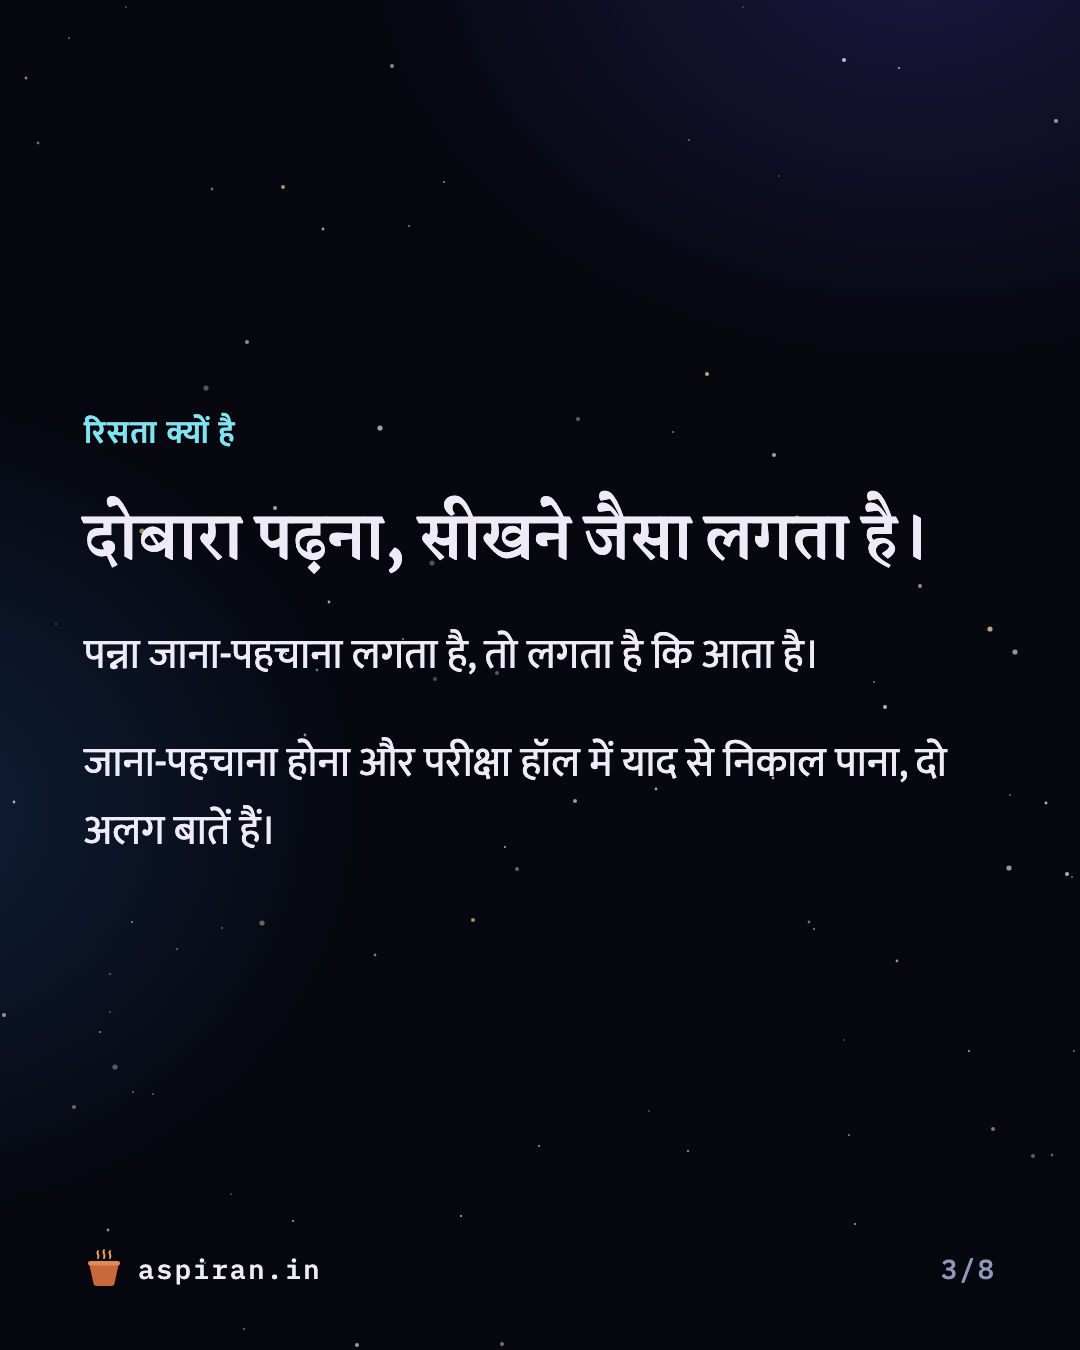 रिसता क्यों है
दोबारा पढ़ना, सीखने जैसा लगता है।
पन्ना जाना-पहचाना लगता है, तो लगता है कि आता है।
जाना-पहचाना होना और परीक्षा हॉल में याद से निकाल पाना, दो
अलग बातें हैं।
aspiran.in
3/8